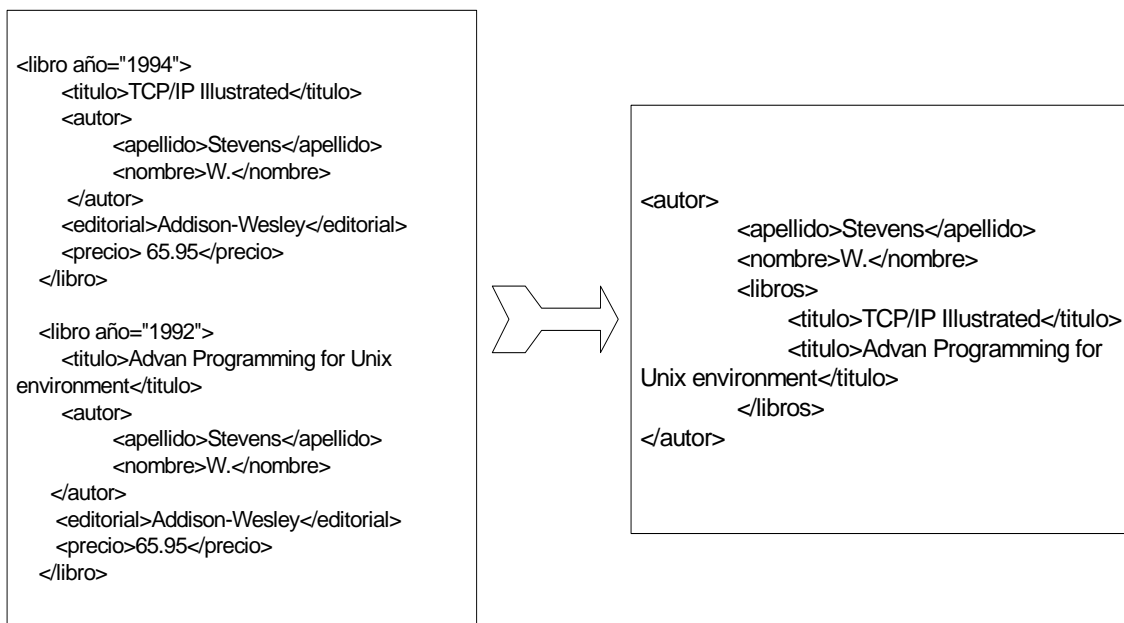 <libro año="1994">
<titulo>TCP/IP Illustrated</titulo>
<autor>
<apellido>Stevens</apellido>
<nombre>W.</nombre>
</autor>
<editorial>Addison-Wesley</editorial>
<precio> 65.95</precio>
</libro>
<libro año="1992">
<titulo>Advan Programming for Unix
environment</titulo>
<autor>
<apellido>Stevens</apellido>
<nombre>W.</nombre>
</autor>
<editorial>Addison-Wesley</editorial>
<precio>65.95</precio>
</libro>
<autor>
<apellido>Stevens</apellido>
<nombre>W.</nombre>
<libros>
<titulo>TCP/IP Illustrated</titulo>
<titulo>Advan Programming for
Unix environment</titulo>
</libros>
</autor>